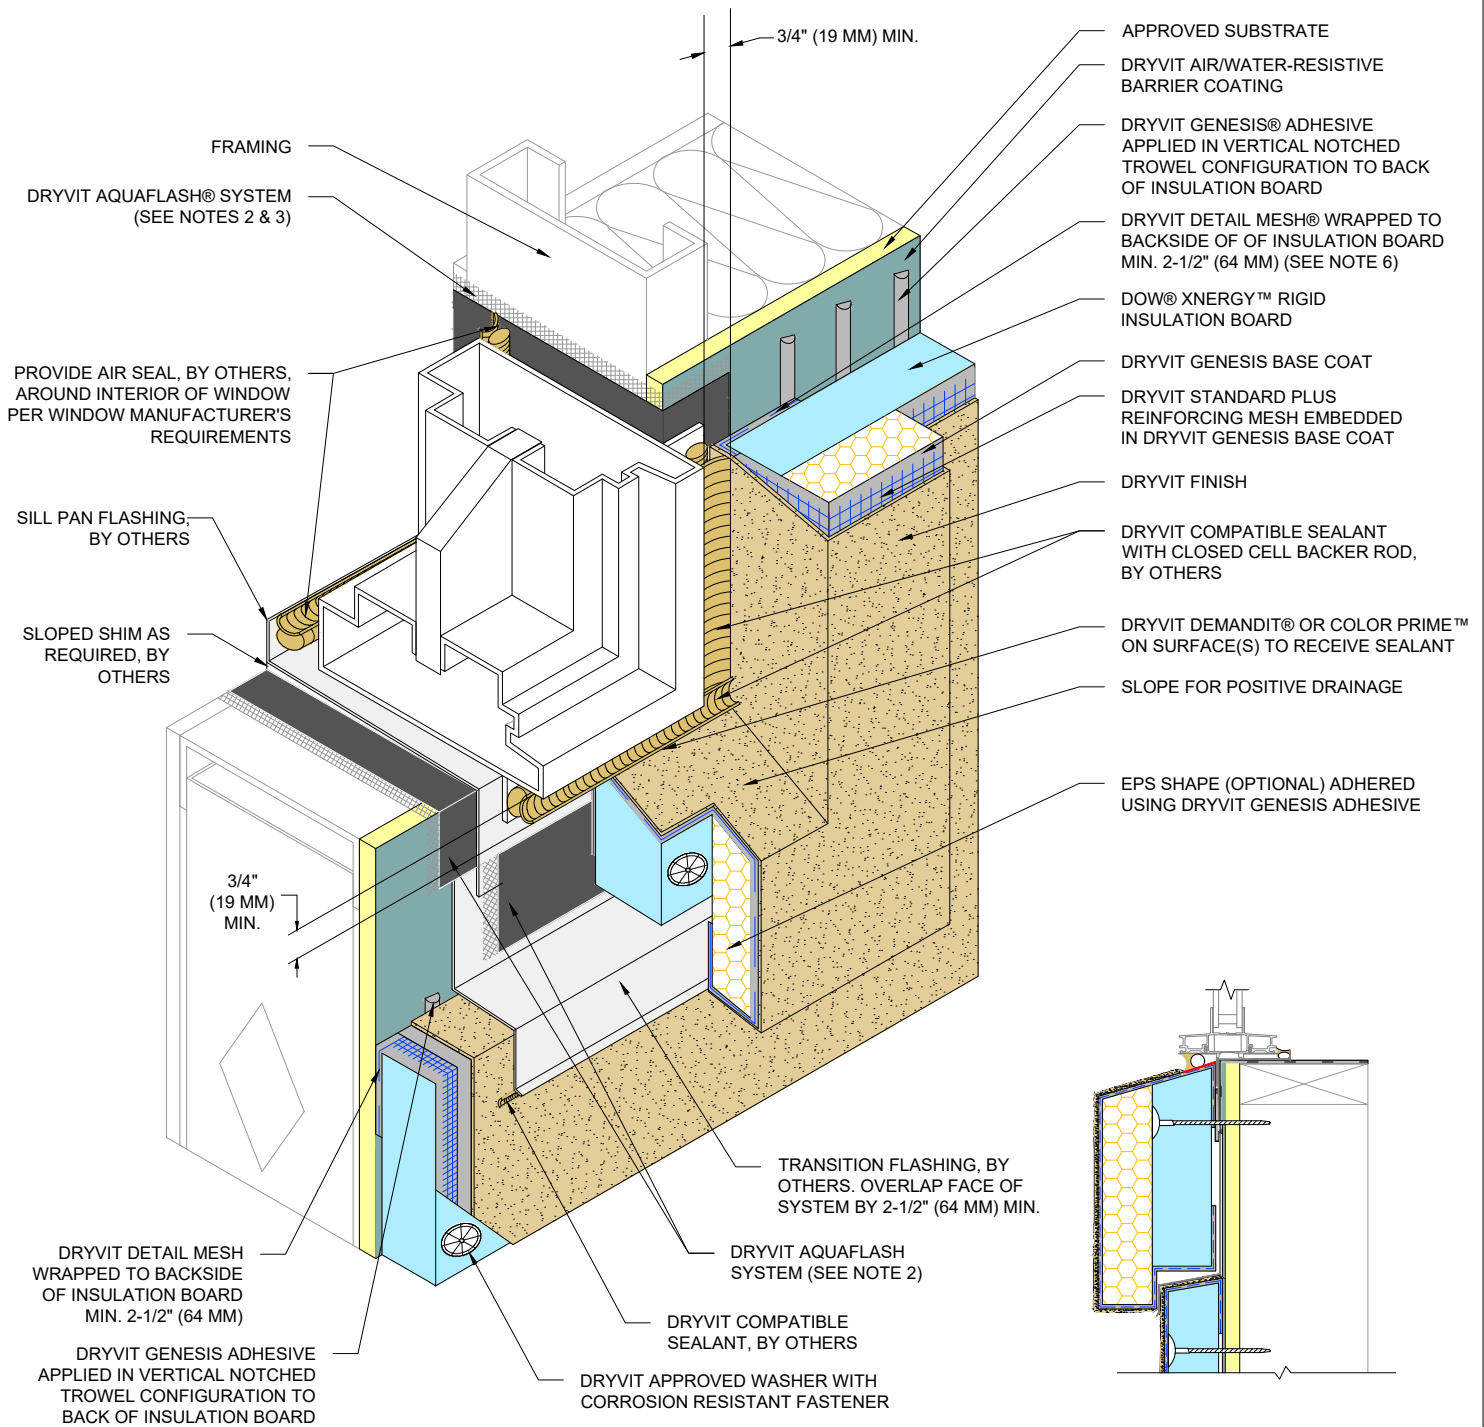 3/4" (19 MM) MIN.
FRAMING
DRYVIT AQUAFLASH® SYSTEM
(SEE NOTES 2 & 3)
PROVIDE AIR SEAL, BY OTHERS,
AROUND INTERIOR OF WINDOW
PER WINDOW MANUFACTURER'S
REQUIREMENTS
SILL PAN FLASHING,
BY OTHERS
SLOPED SHIM AS
REQUIRED, BY
OTHERS
3/4"
(19 MM)
MIN.
DRYVIT DETAIL MESH
WRAPPED TO BACKSIDE
OF INSULATION BOARD
MIN. 2-1/2" (64 MM)
DRYVIT GENESIS ADHESIVE
APPLIED IN VERTICAL NOTCHED
TROWEL CONFIGURATION TO
BACK OF INSULATION BOARD
APPROVED SUBSTRATE
DRYVIT AIR/WATER-RESISTIVE
BARRIER COATING
DRYVIT GENESIS® ADHESIVE
APPLIED IN VERTICAL NOTCHED
TROWEL CONFIGURATION TO BACK
OF INSULATION BOARD
DRYVIT DETAIL MESH® WRAPPED TO
BACKSIDE OF OF INSULATION BOARD
MIN. 2-1/2" (64 MM) (SEE NOTE 6)
DOW® XNERGY™ RIGID
INSULATION BOARD
DRYVIT GENESIS BASE COAT
DRYVIT STANDARD PLUS
REINFORCING MESH EMBEDDED
IN DRYVIT GENESIS BASE COAT
DRYVIT FINISH
DRYVIT COMPATIBLE SEALANT
WITH CLOSED CELL BACKER ROD,
BY OTHERS
DRYVIT DEMANDIT® OR COLOR PRIME™
ON SURFACE(S) TO RECEIVE SEALANT
SLOPE FOR POSITIVE DRAINAGE
EPS SHAPE (OPTIONAL) ADHERED
USING DRYVIT GENESIS ADHESIVE
TRANSITION FLASHING, BY
OTHERS. OVERLAP FACE OF
SYSTEM BY 2-1/2" (64 MM) MIN.
DRYVIT AQUAFLASH
SYSTEM (SEE NOTE 2)
DRYVIT COMPATIBLE
SEALANT, BY OTHERS
DRYVIT APPROVED WASHER WITH
CORROSION RESISTANT FASTENER